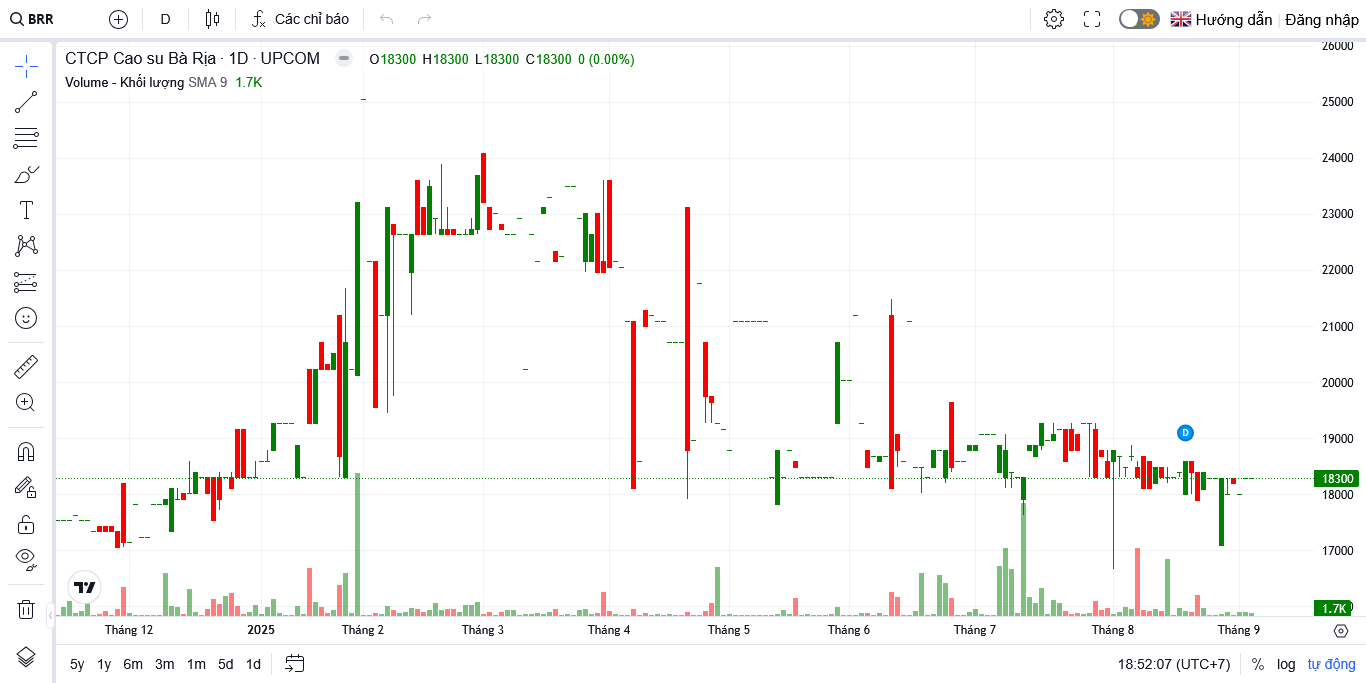 BRR D Các chỉ báo Hướng dẫn Đăng nhập
CTCP Cao su Bà Rịa · 1D · UPCOM O18300 H18300 L18300 C18300 0 (0.00%)
Volume - Khối lượng SMA 9 1.7K
26000
25000
24000
23000
22000
21000
20000
19000
18300
18000
17000
1.7K
D
Tháng 12 2025 Tháng 2 Tháng 3 Tháng 4 Tháng 5 Tháng 6 Tháng 7 Tháng 8 Tháng 9
5y 1y 6m 3m 1m 5d 1d 18:52:07 (UTC+7) % log tự động